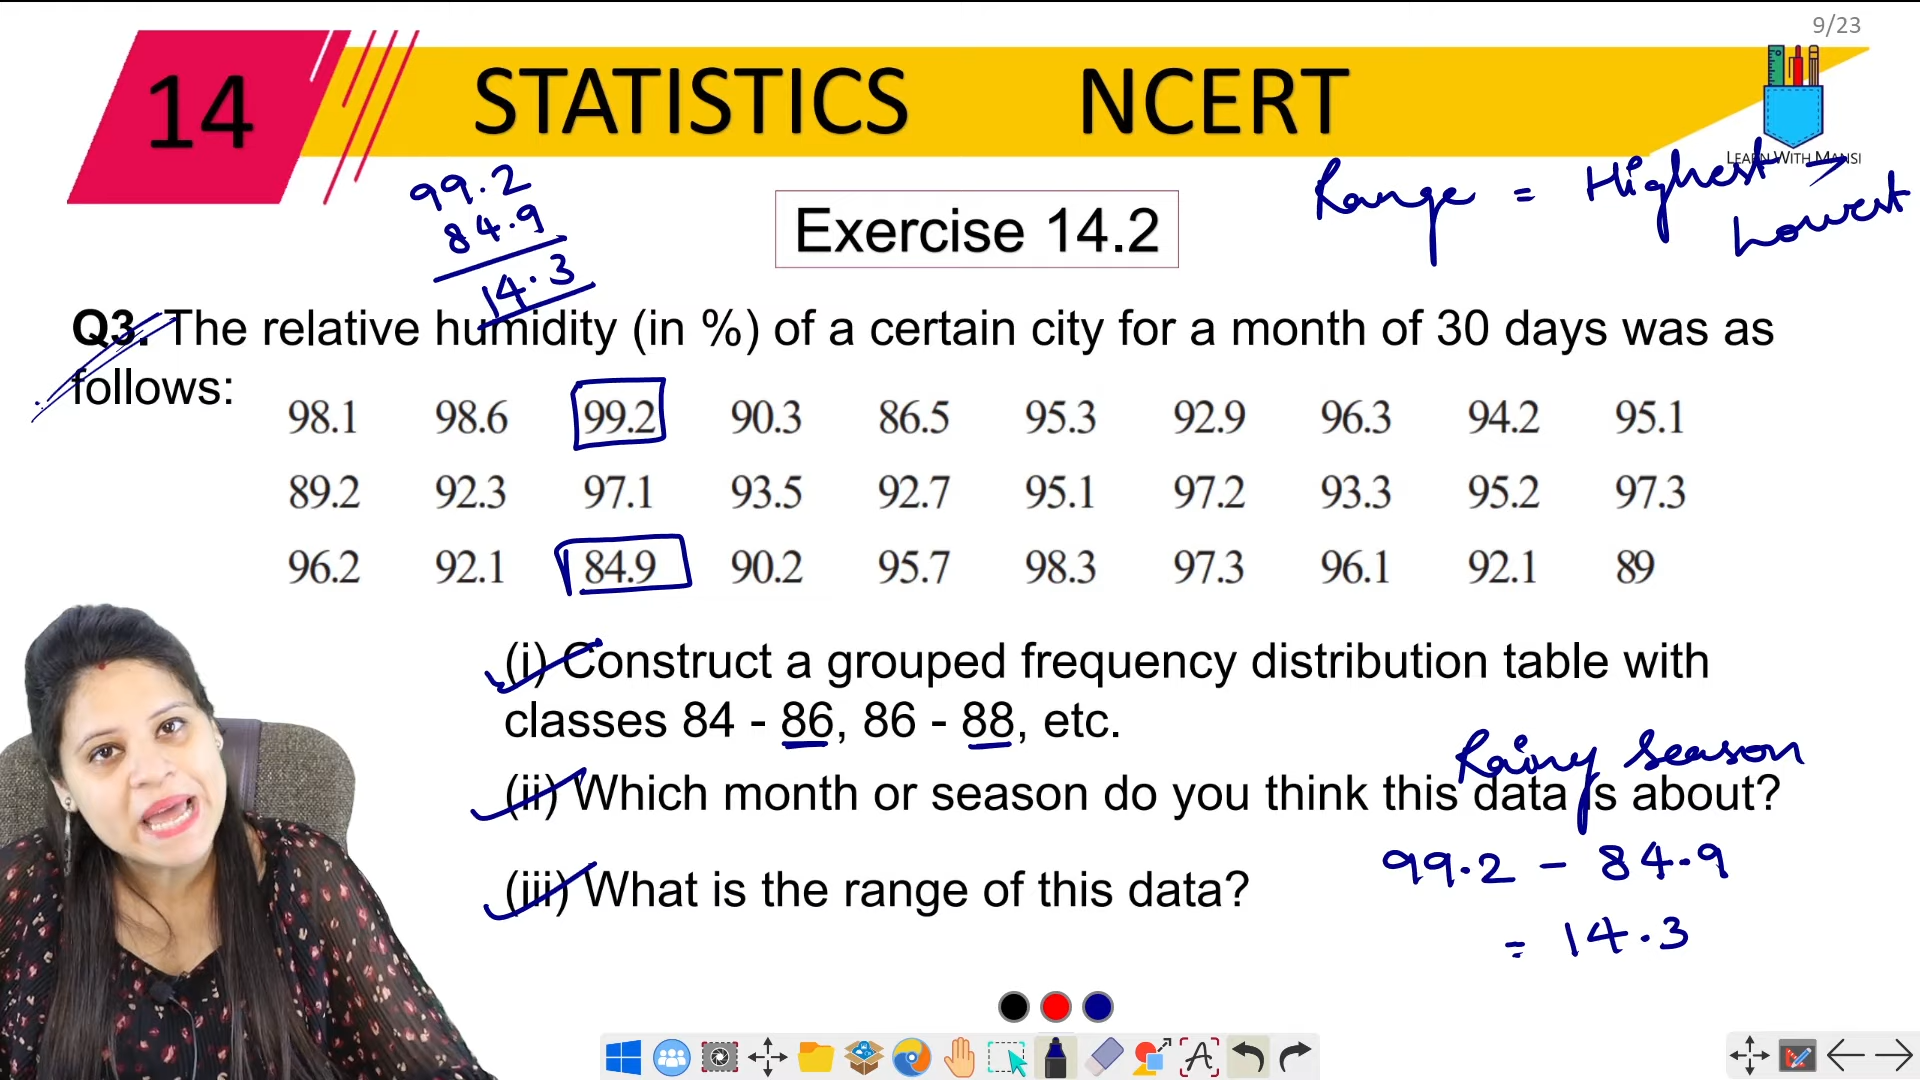 9/23
14 STATISTICS NCERT
LEARN WITH MANSI
99.2
84.9
14.3
Range = Highest -
Lowest
Exercise 14.2
Q3. The relative humidity (in %) of a certain city for a month of 30 days was as
follows:
98.1 98.6 99.2 90.3 86.5 95.3 92.9 96.3 94.2 95.1
89.2 92.3 97.1 93.5 92.7 95.1 97.2 93.3 95.2 97.3
96.2 92.1 84.9 90.2 95.7 98.3 97.3 96.1 92.1 89
(i) Construct a grouped frequency distribution table with
classes 84 - 86, 86 - 88, etc.
Rainy season
(ii) Which month or season do you think this data is about?
(iii) What is the range of this data?
99.2 - 84.9
= 14.3